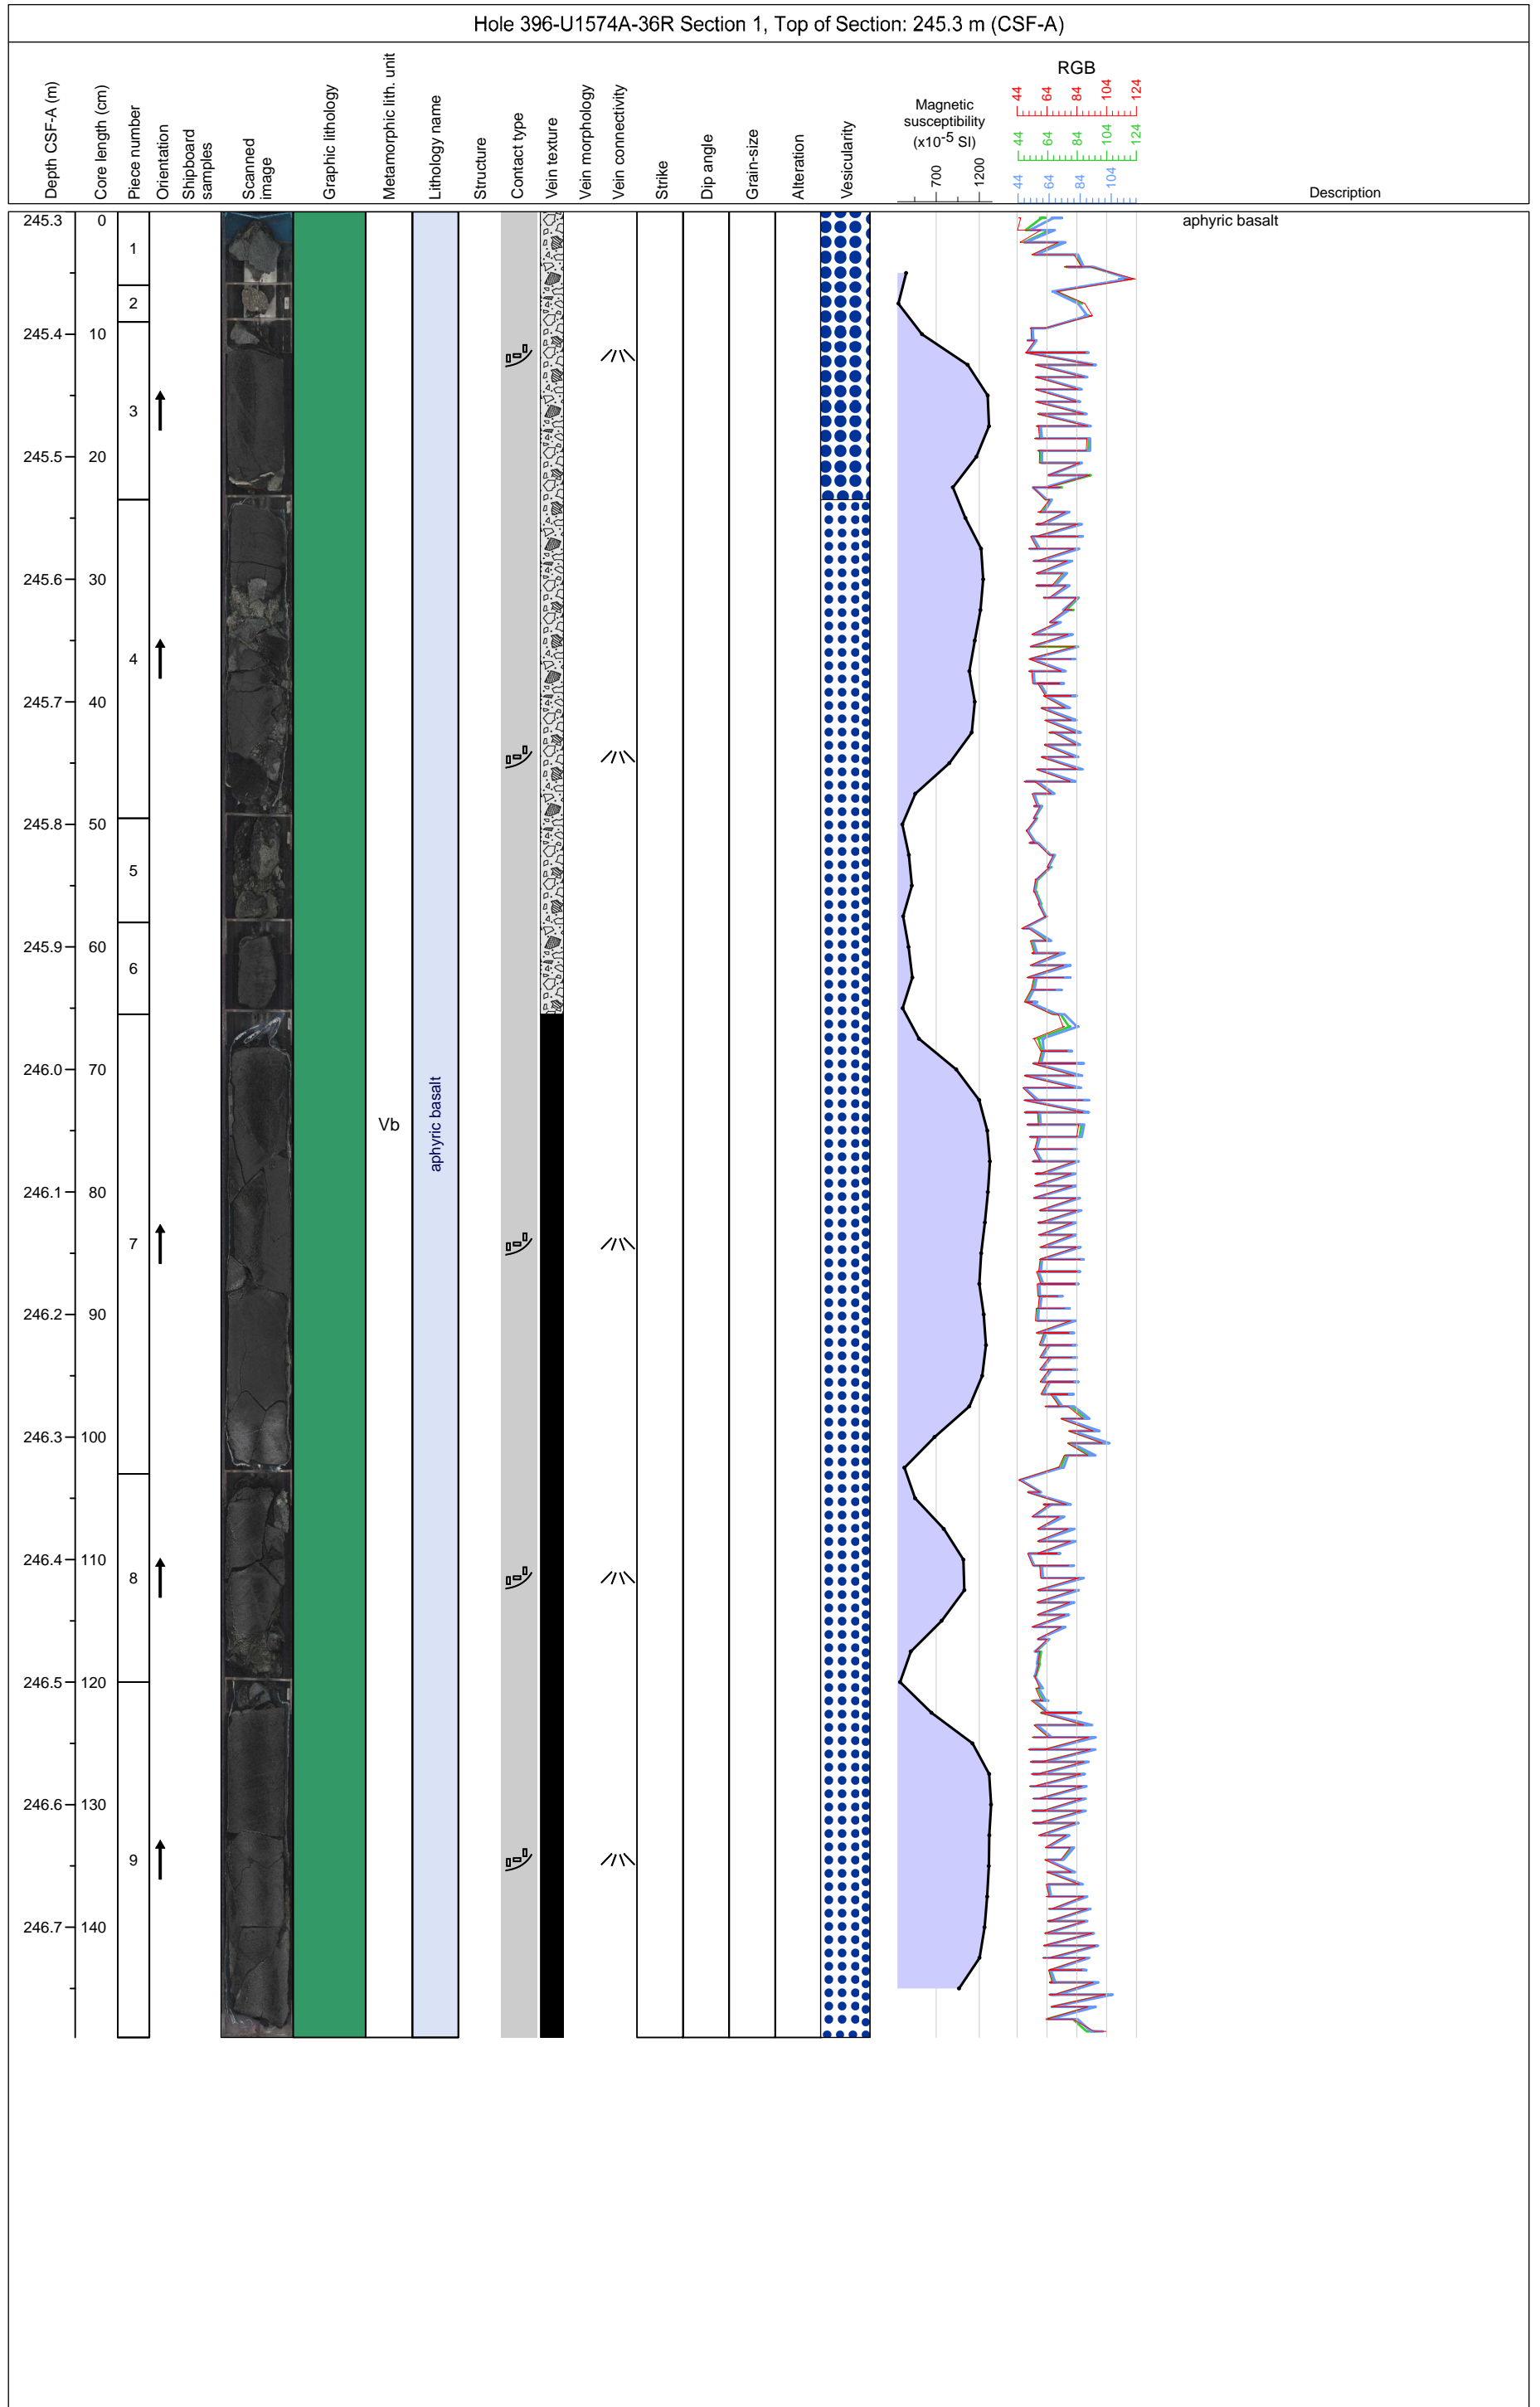 Hole 396-U1574A-36R Section 1, Top of Section: 245.3 m (CSF-A)
Depth CSF-A (m)
Core length (cm)
Piece number
Orientation
Shipboard
samples
Scanned
image
Graphic lithology
Metamorphic lith. unit
Lithology name
Structure
Contact type
Vein texture
Vein morphology
Vein connectivity
Strike
Dip angle
Grain-size
Alteration
Vesicularity
Magnetic
susceptibility
(x10-5 SI)
700 1200
RGB
44 64 84 104 124
44 64 84 104 124
44 64 84 104
Description
245.3 0
aphyric basalt
1
2
245.4 10
3
245.5 20
245.6 30
4
245.7 40
245.8 50
5
245.9 60
6
246.0 70
Vb
aphyric basalt
246.1 80
7
246.2 90
246.3 100
246.4 110
8
246.5 120
246.6 130
9
246.7 140